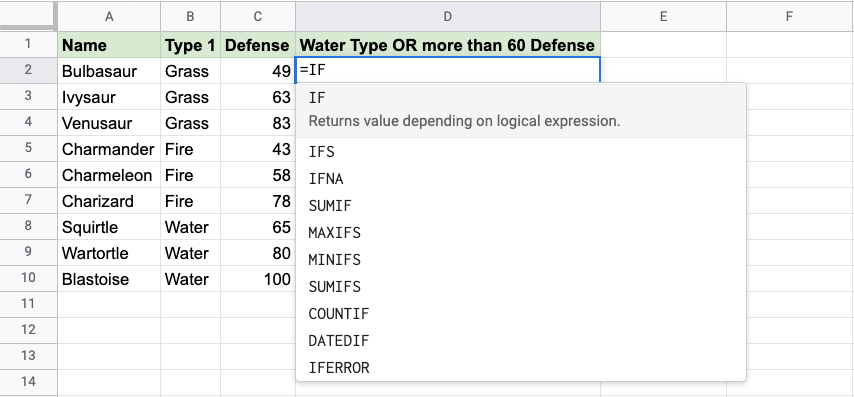 A B C D E F
1 Name Type 1 Defense Water Type OR more than 60 Defense
2 Bulbasaur Grass 49 =IF
3 Ivysaur Grass 63 IF
4 Venusaur Grass 83 Returns value depending on logical expression.
5 Charmander Fire 43 IFS
6 Charmeleon Fire 58 IFNA
7 Charizard Fire 78 SUMIF
8 Squirtle Water 65 MAXIFS
9 Wartortle Water 80 MINIFS
10 Blastoise Water 100 SUMIFS
11 COUNTIF
12 DATEDIF
13 IFERROR
14